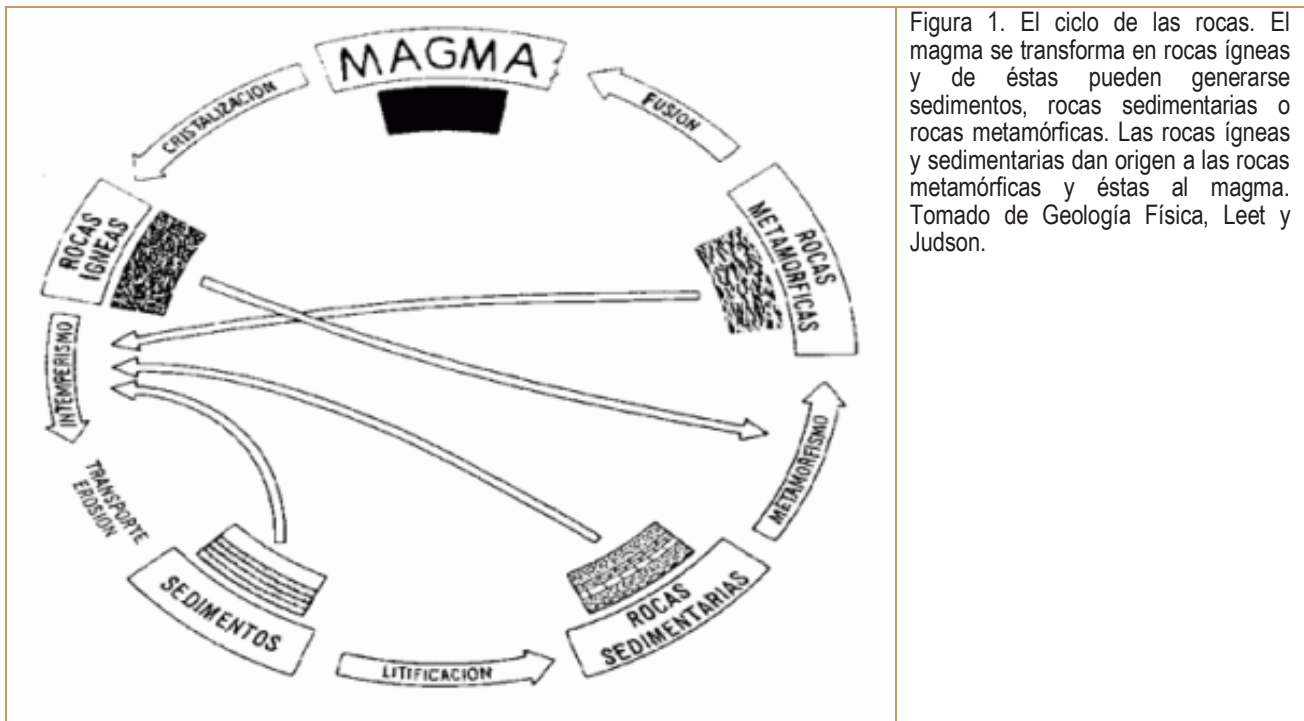 MAGMA
CRISTALIZACION
FUSION
ROCAS
IGNEAS
ROCAS
METAMORFICAS
INTEMPERISMO
METAMORFISMO
TRANSPORTE
EROSION
SEDIMENTOS
ROCAS
SEDIMENTARIAS
LITIFICACION
Figura 1. El ciclo de las rocas. El
magma se transforma en rocas ígneas
y de éstas pueden generarse
sedimentos, rocas sedimentarias o
rocas metamórficas. Las rocas ígneas
y sedimentarias dan origen a las rocas
metamórficas y éstas al magma.
Tomado de Geología Física, Leet y
Judson.